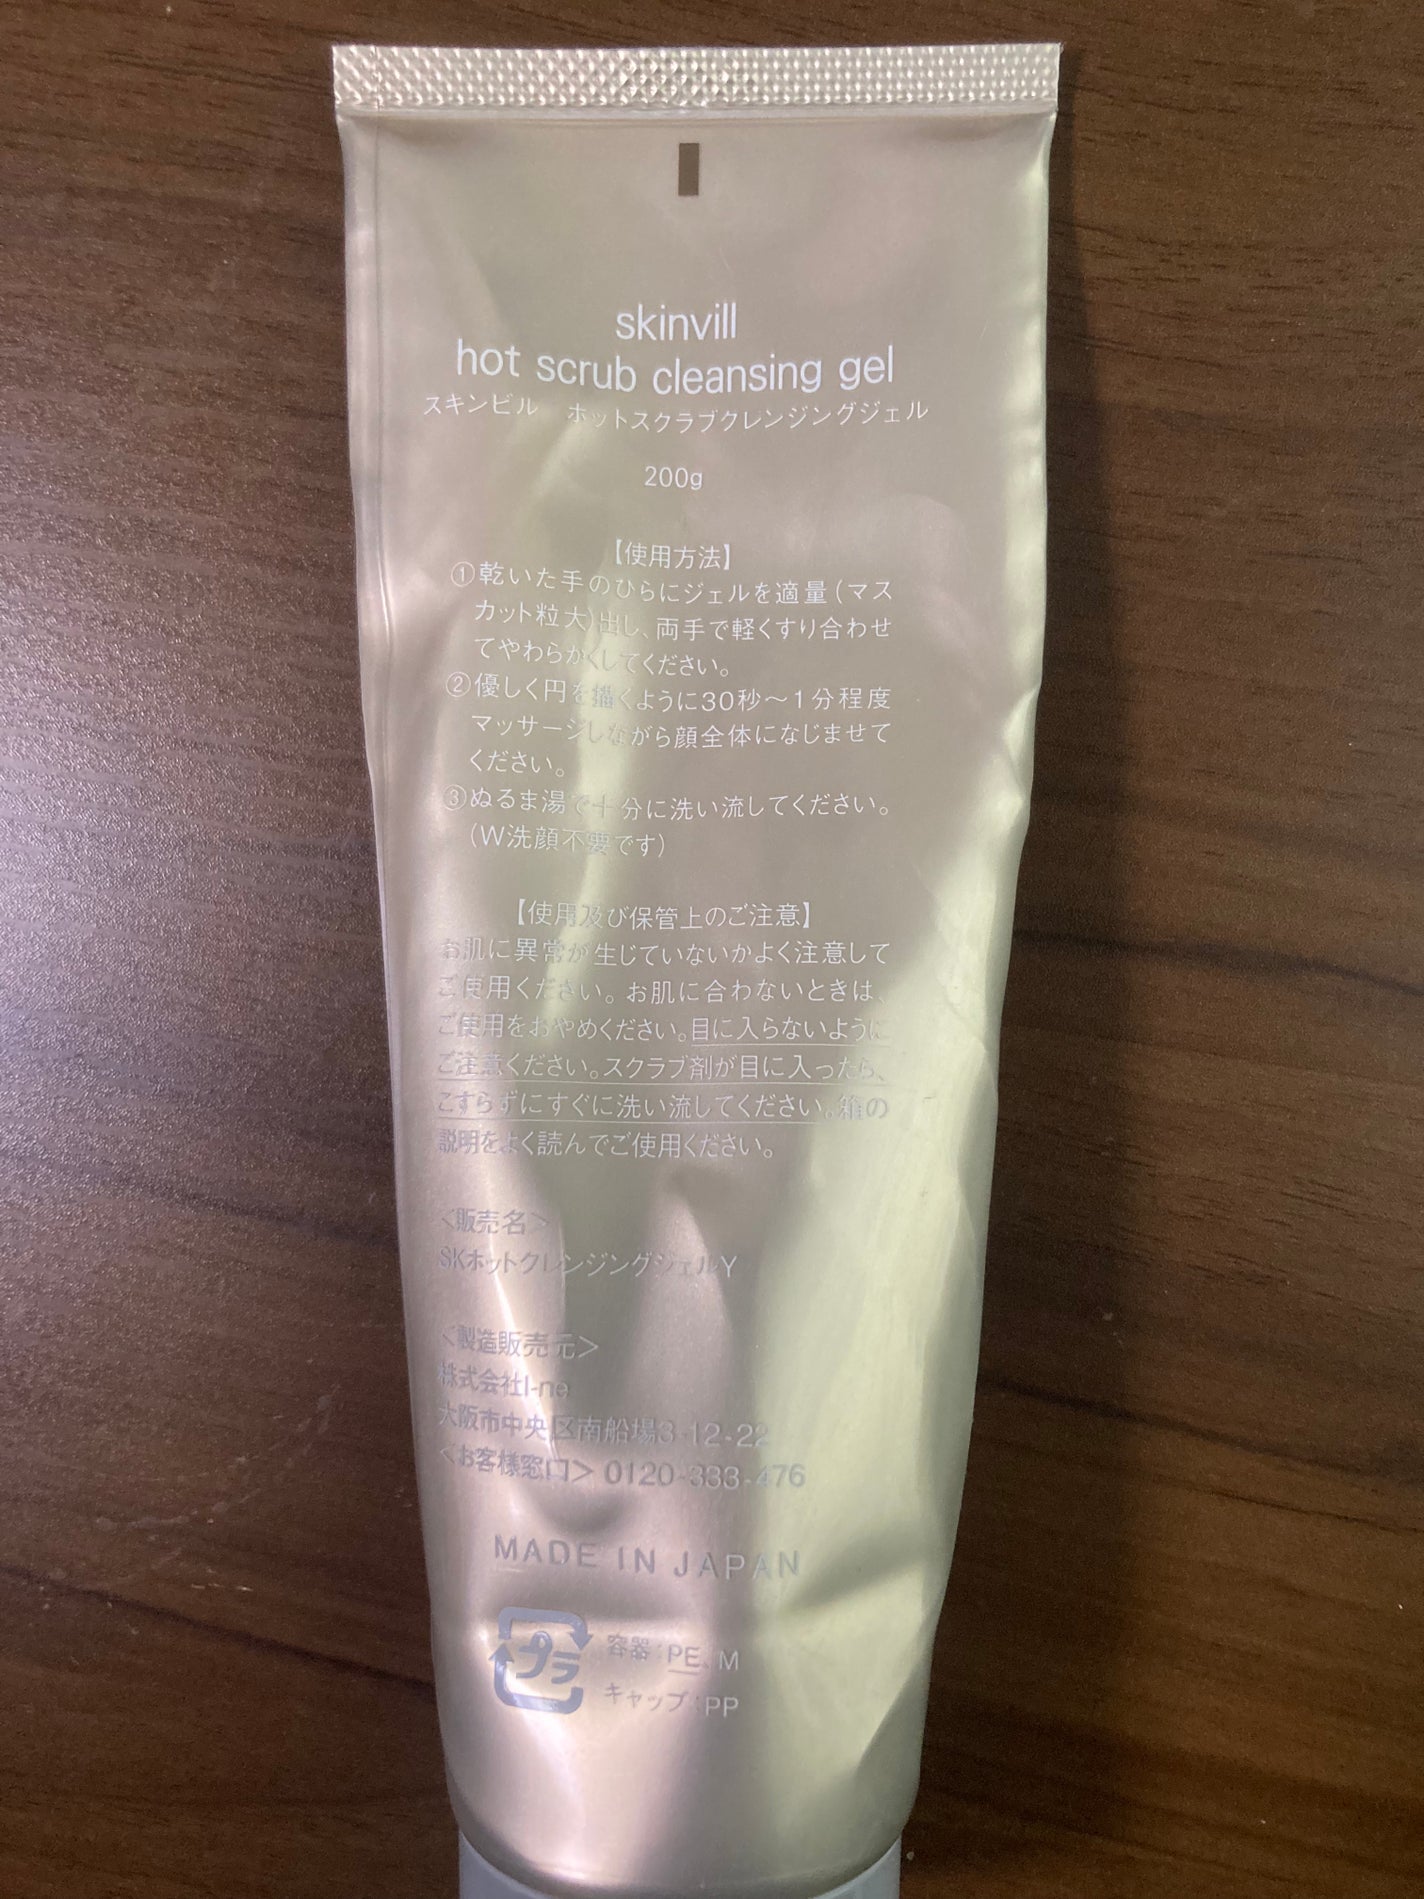 skinvill
hot scrub cleansing gel
スキンビル　ホットスクラブクレンジングジェル
200g
【使用方法】
①乾いた手のひらにジェルを適量(マス
カット粒大)出し、両手で軽くすり合わせ
てやわらかくしてください。
②優しく円を描くように30秒～1分程度
マッサージしながら顔全体になじませて
ください。
③ぬるま湯で十分に洗い流してください。
(W洗顔不要です)
【使用及び保管上のご注意】
お肌に異常が生じていないかよく注意して
ご使用ください。お肌に合わないときは、
ご使用をおやめください。目に入らないように
ご注意ください。スクラブ剤が目に入ったら、
こすらずにすぐに洗い流してください。箱の
説明をよく読んでご使用ください。
＜販売名＞
SKホットクレンジングジェルY
＜製造販売元＞
株式会社I-ne
大阪市中央区南船場3-12-22
＜お客様窓口＞0120-333-476
MADE IN JAPAN
プラ
容器：PE、M
キャップ：PP